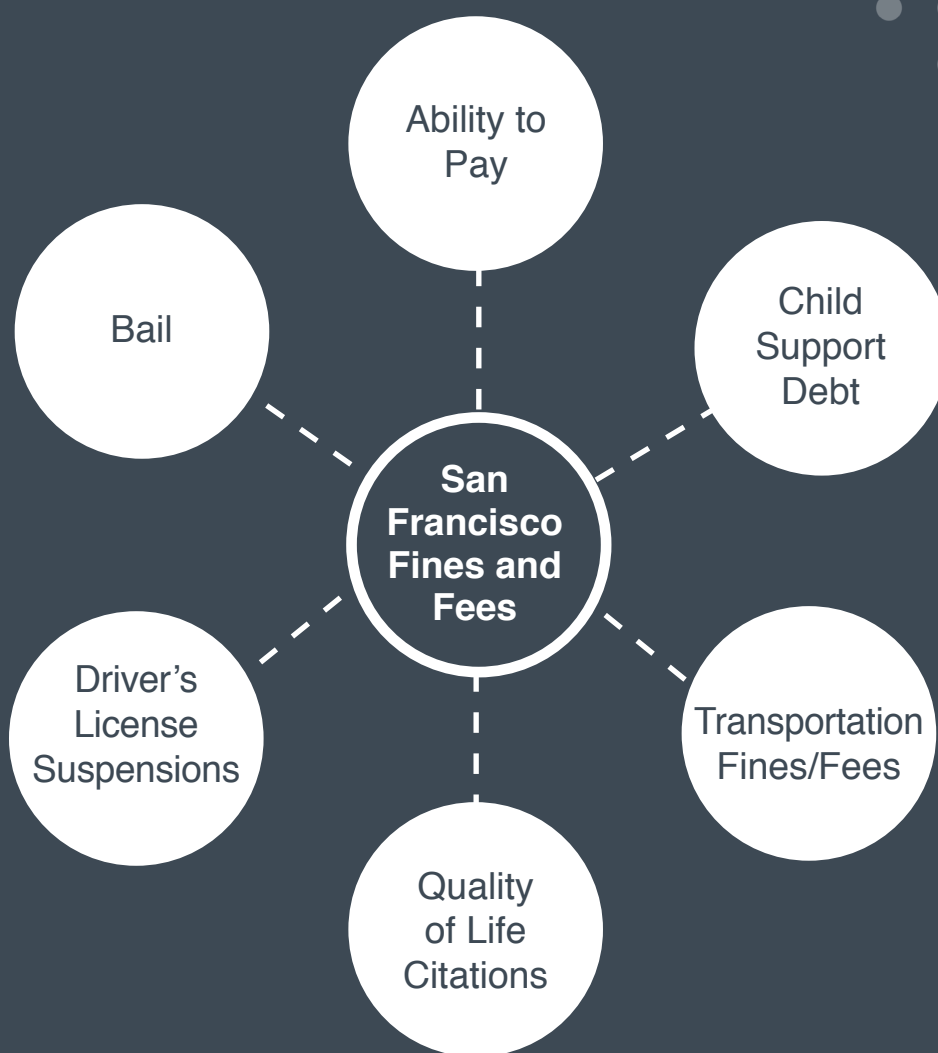 Ability to
Pay
Bail
Child
Support
Debt
San
Francisco
Fines and
Fees
Driver’s
License
Suspensions
Transportation
Fines/Fees
Quality
of Life
Citations